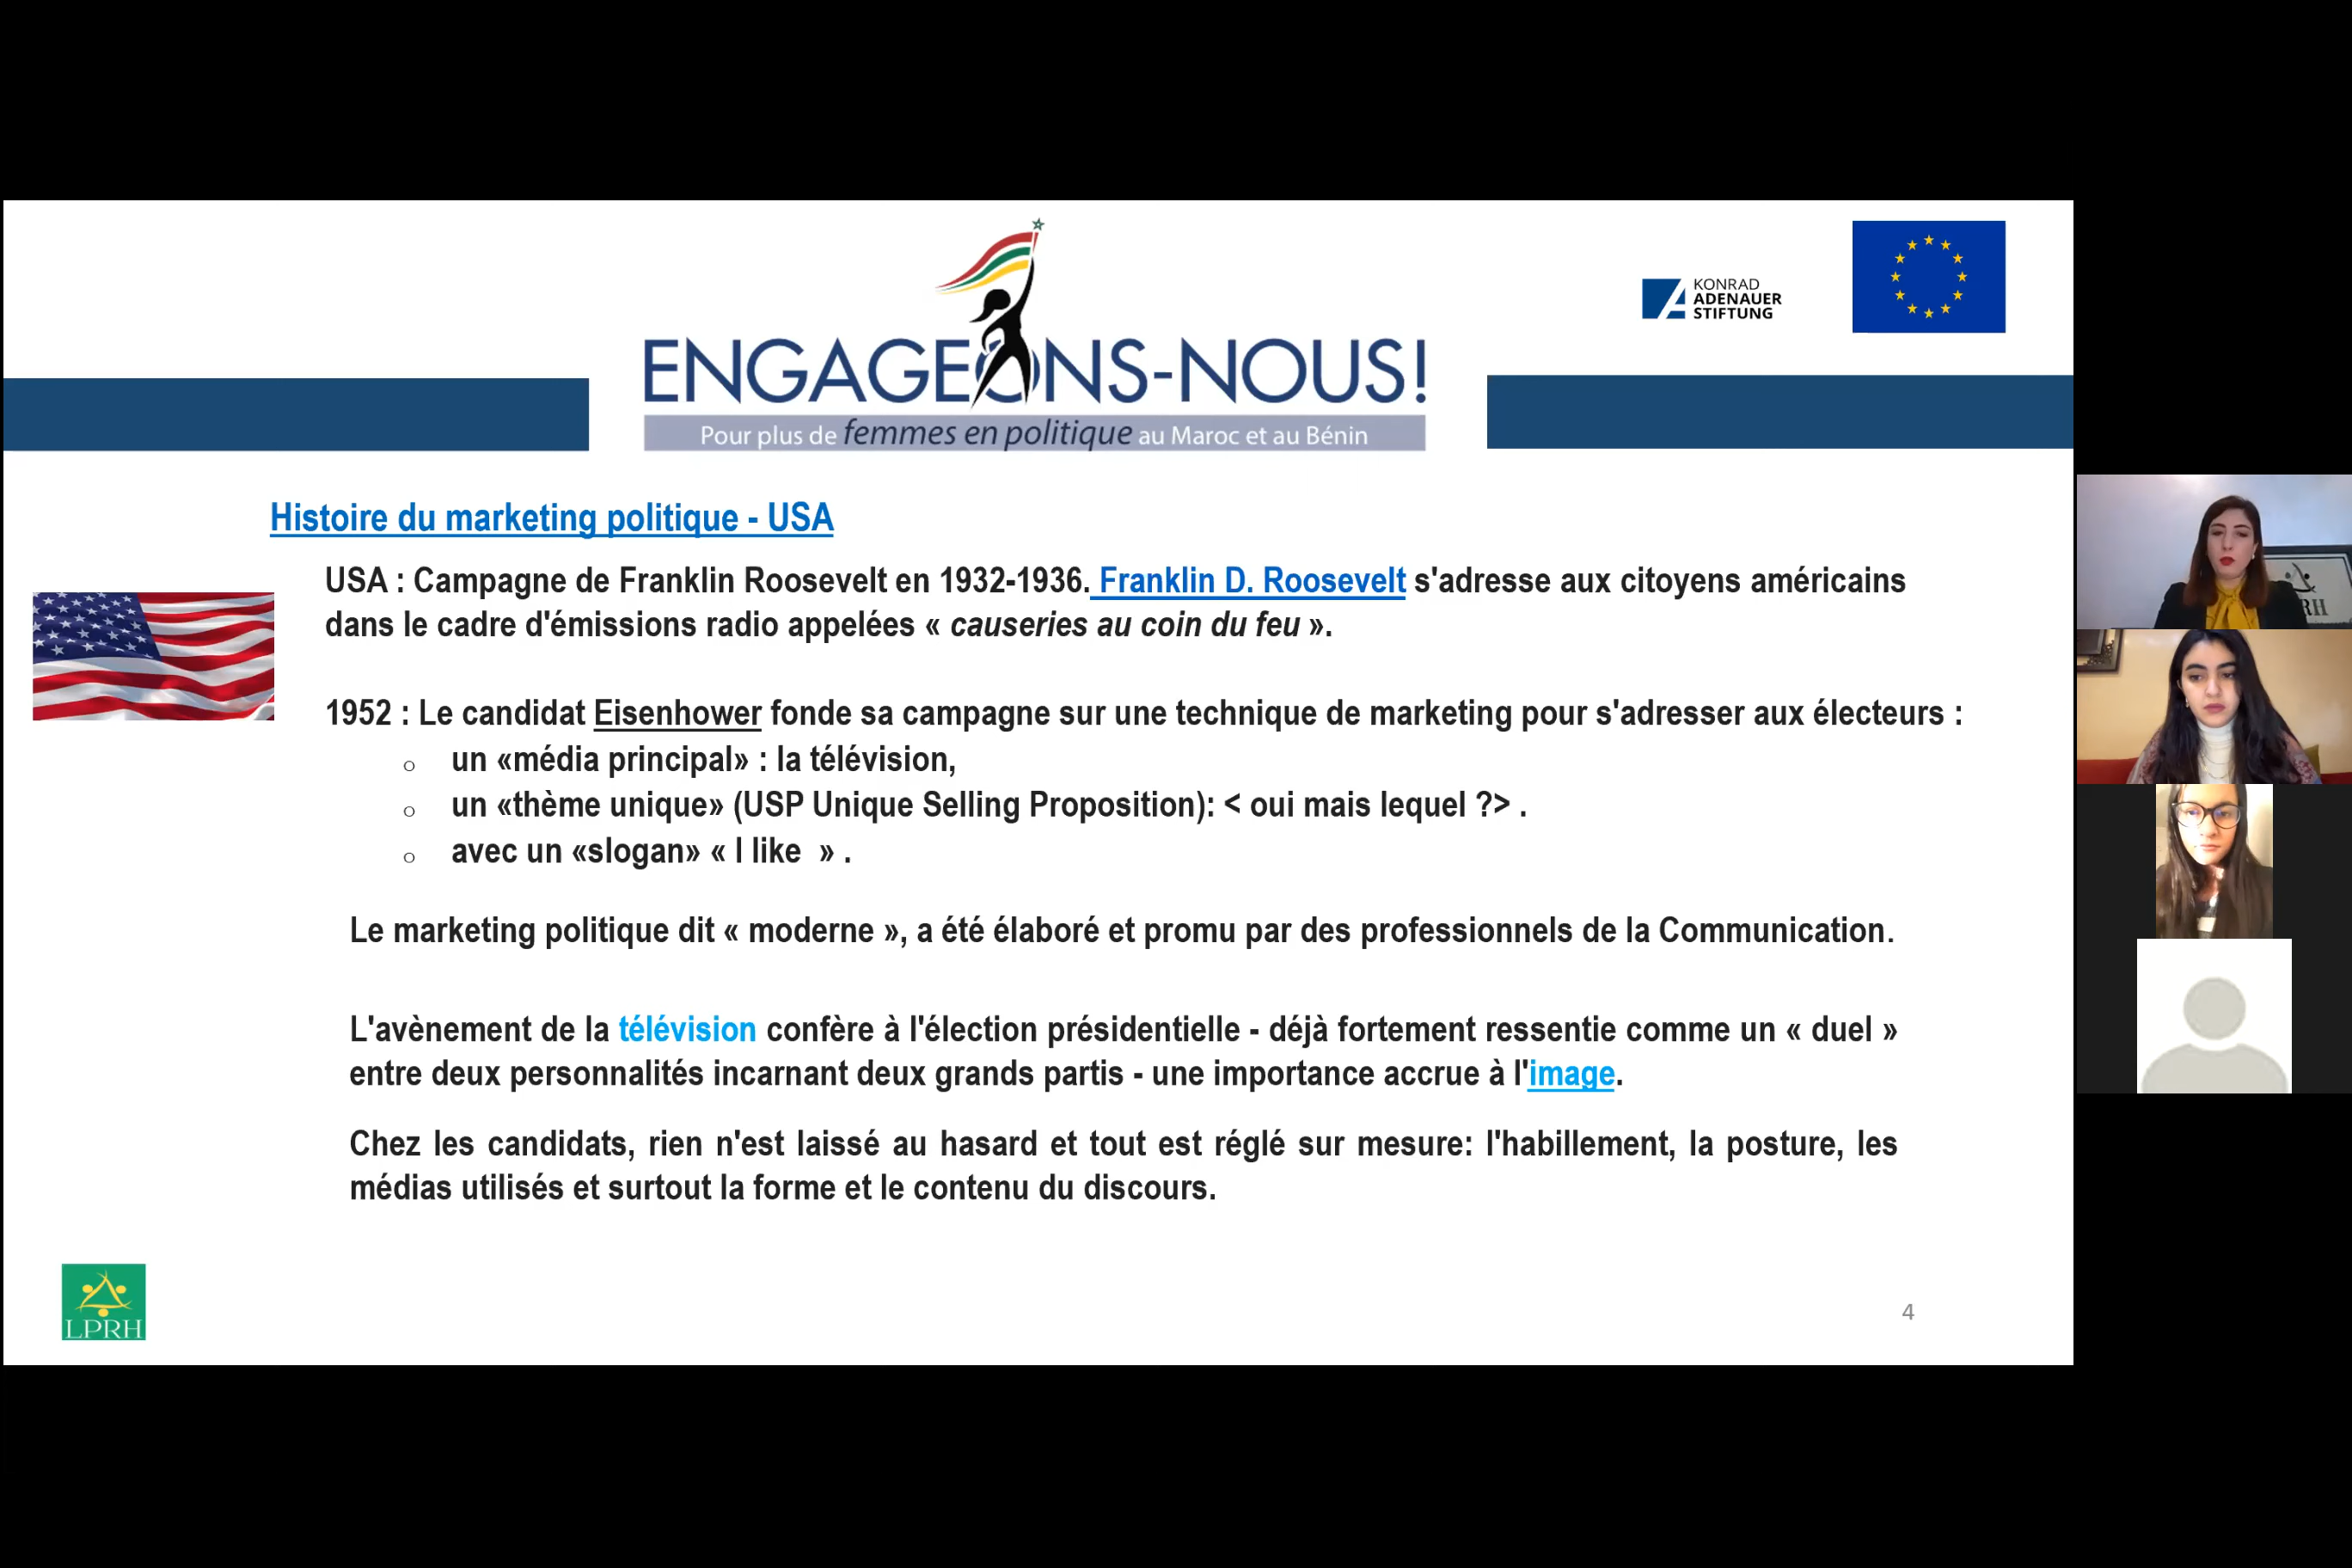 KONRAD
ADENAUER
STIFTUNG
ENGAGEONS-NOUS!
Pour plus de femmes en politique au Maroc et au Bénin
Histoire du marketing politique - USA
USA : Campagne de Franklin Roosevelt en 1932-1936. Franklin D. Roosevelt s'adresse aux citoyens américains
dans le cadre d'émissions radio appelées « causeries au coin du feu ».
1952 : Le candidat Eisenhower fonde sa campagne sur une technique de marketing pour s'adresser aux électeurs :
o un «média principal» : la télévision,
o un «thème unique» (USP Unique Selling Proposition): < oui mais lequel ?> .
o avec un «slogan» « I like » .
Le marketing politique dit « moderne », a été élaboré et promu par des professionnels de la Communication.
L'avènement de la télévision confère à l'élection présidentielle - déjà fortement ressentie comme un « duel »
entre deux personnalités incarnant deux grands partis - une importance accrue à l'image.
Chez les candidats, rien n'est laissé au hasard et tout est réglé sur mesure: l'habillement, la posture, les
médias utilisés et surtout la forme et le contenu du discours.
LPRH
4